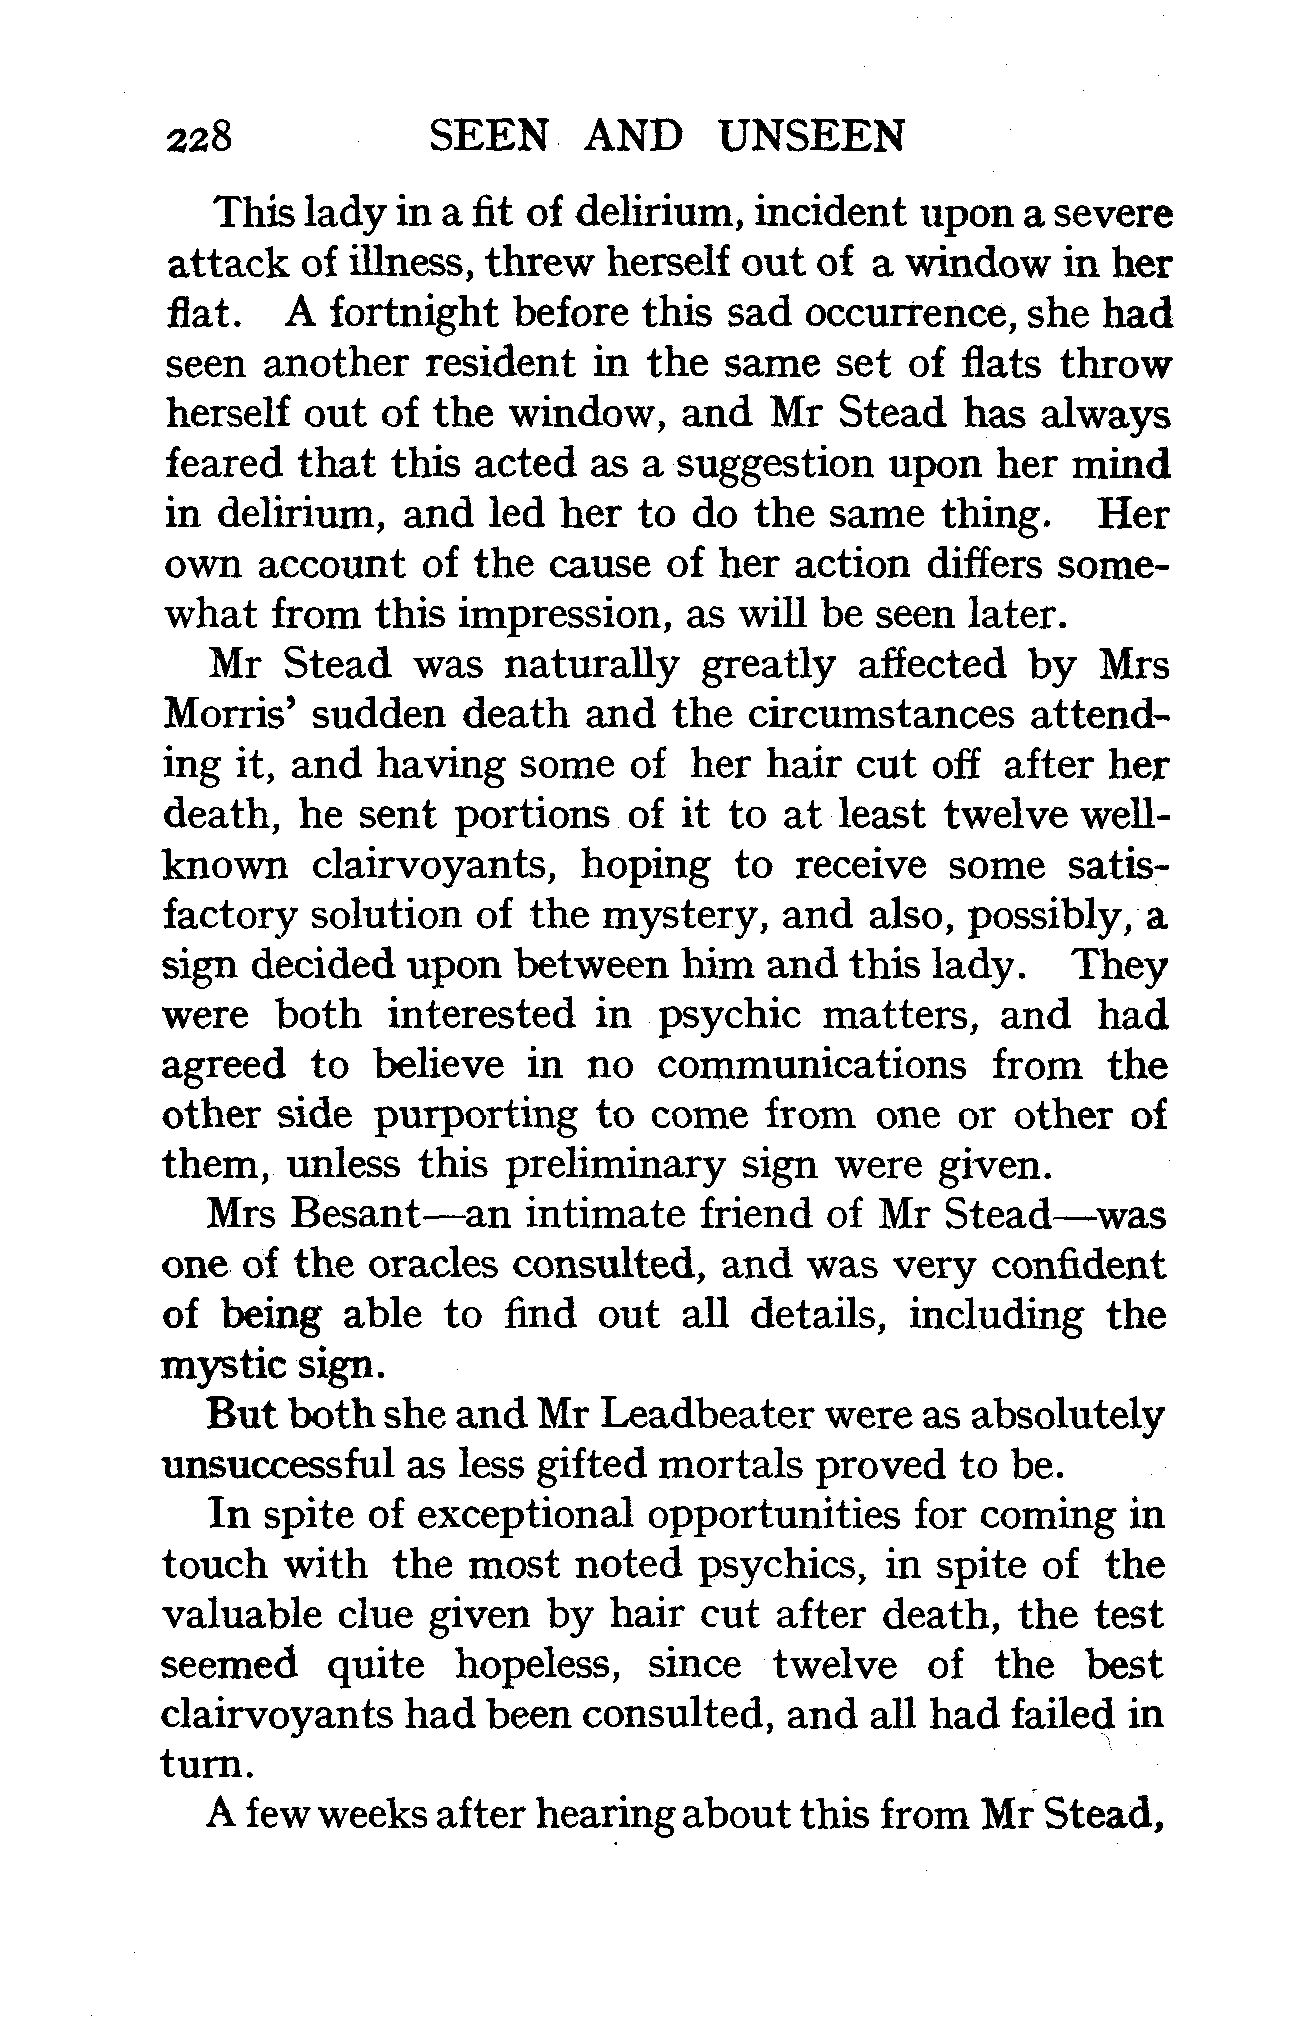 228 SEEN AND UNSEEN
This lady in a fit of delirium, incident upon a severe
attack of illness, threw herself out of a window in her
flat. A fortnight before this sad occurrence, she had
seen another resident in the same set of flats throw
herself out of the window, and Mr Stead has always
feared that this acted as a suggestion upon her mind
in delirium, and led her to do the same thing. Her
own account of the cause of her action differs some-
what from this impression, as will be seen later.
Mr Stead was naturally greatly affected by Mrs
Morris' sudden death and the circumstances attend-
ing it, and having some of her hair cut off after her
death, he sent portions of it to at least twelve well-
known clairvoyants, hoping to receive some satis-
factory solution of the mystery, and also, possibly, a
sign decided upon between him and this lady. They
were both interested in psychic matters, and had
agreed to believe in no communications from the
other side purporting to come from one or other of
them, unless this preliminary sign were given.
Mrs Besant—an intimate friend of Mr Stead—was
one of the oracles consulted, and was very confident
of being able to find out all details, including the
mystic sign.
But both she and Mr Leadbeater were as absolutely
unsuccessful as less gifted mortals proved to be.
In spite of exceptional opportunities for coming in
touch with the most noted psychics, in spite of the
valuable clue given by hair cut after death, the test
seemed quite hopeless, since twelve of the best
clairvoyants had been consulted, and all had failed in
turn.
A few weeks after hearing about this from Mr Stead,